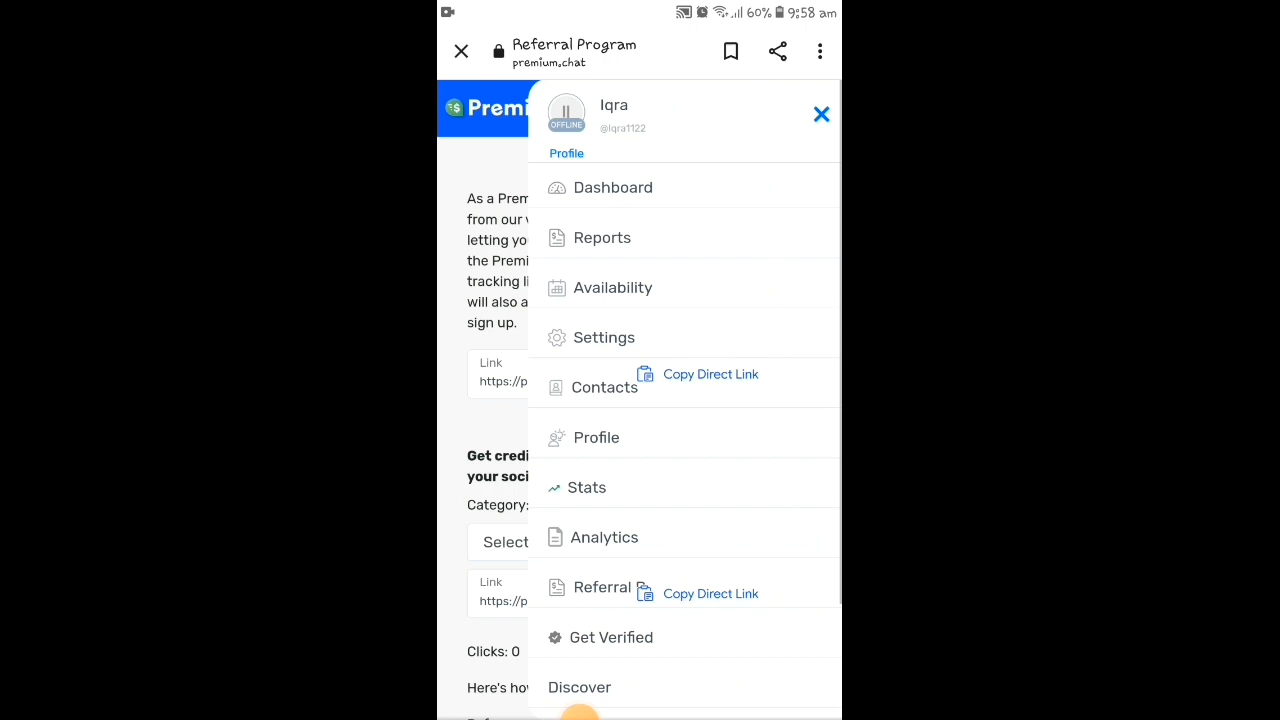 60% 9:58 am
Referral Program
premium.chat
Premi
Iqra
@Iqra1122
OFFLINE
Profile
Dashboard
Reports
Availability
Settings
Contacts
Profile
Stats
Analytics
Referral
Get Verified
Discover
As a Prem
from our
letting yo
the Premi
tracking li
will also a
sign up.
Link
https://p
Copy Direct Link
Get credi
your soci
Category:
Select
Link
https://p
Copy Direct Link
Clicks: 0
Here's ho